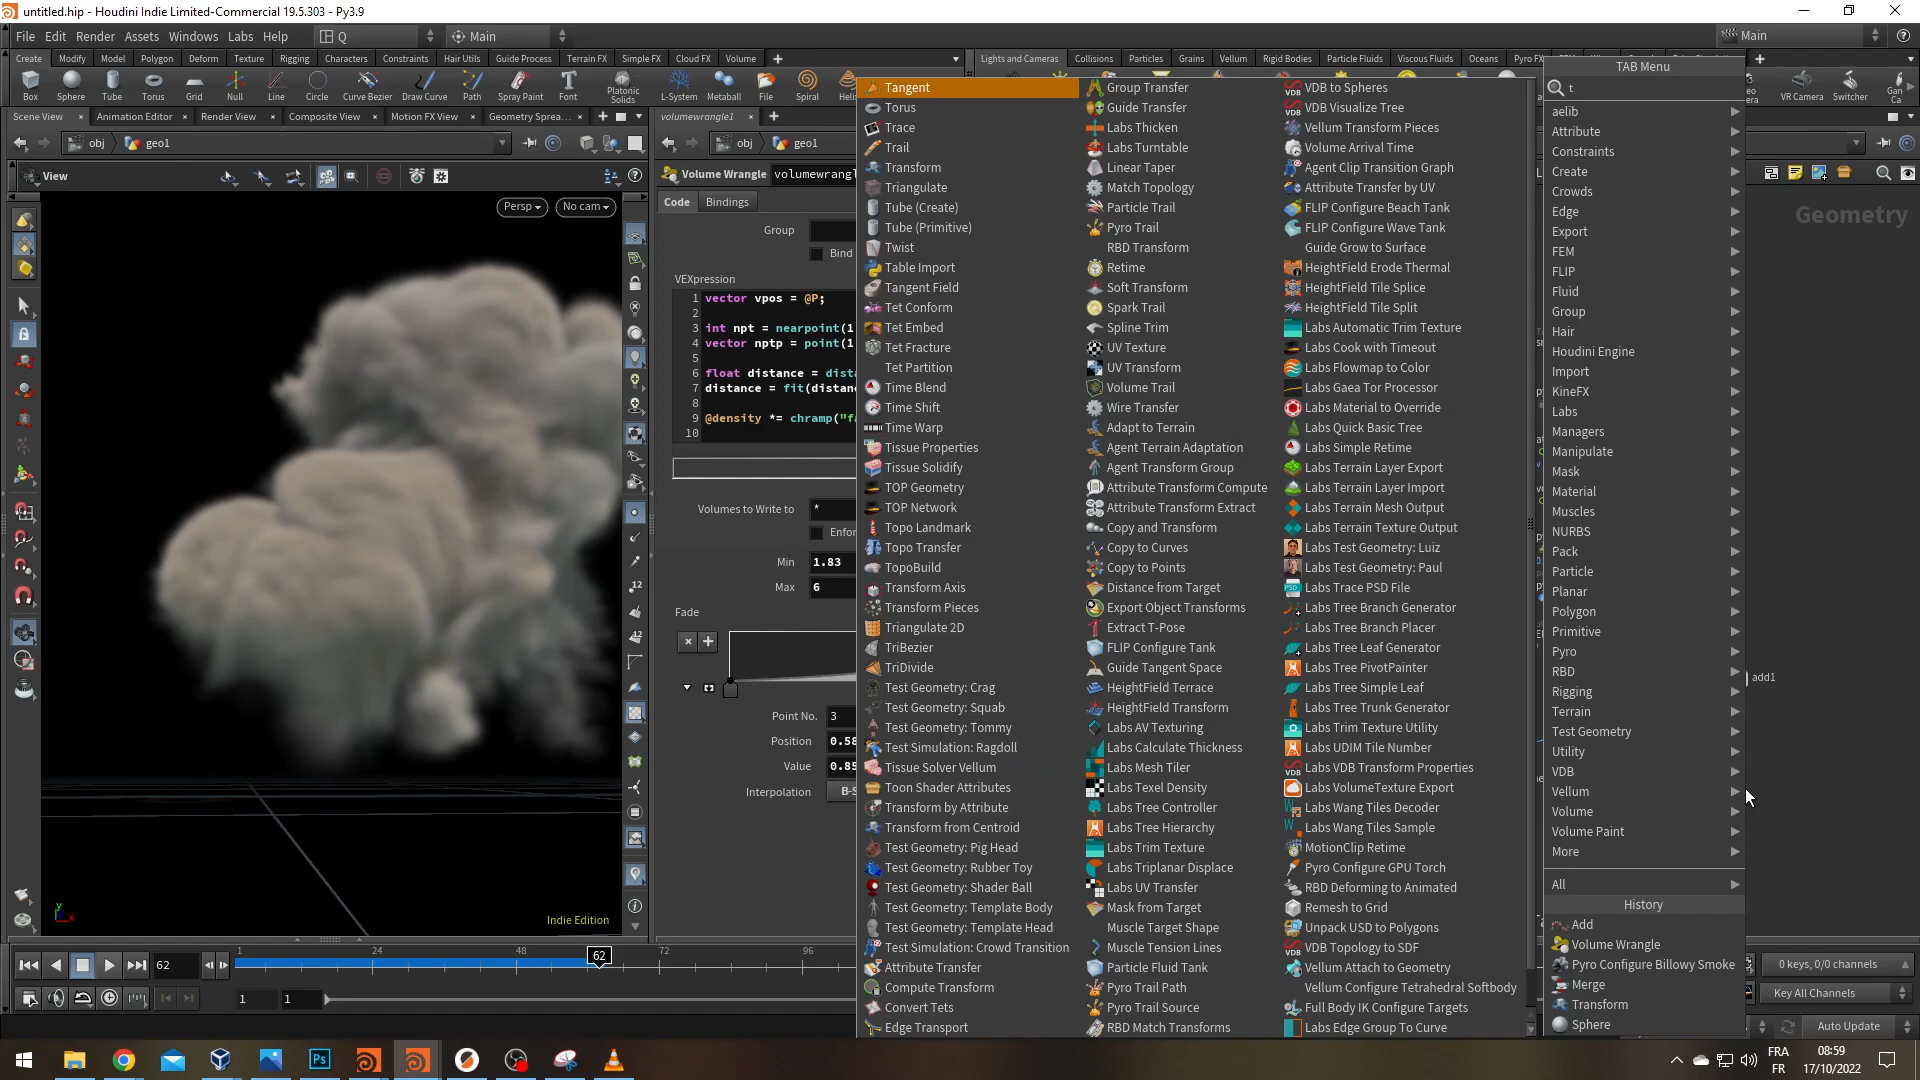 untitled.hip - Houdini Indie Limited-Commercial 19.5.303 - Py3.9
File Edit Render Assets Windows Labs Help
Q
Main
Main
Create Modify Model Polygon Deform Texture Rigging Characters Constraints Hair Utils Guide Process Terrain FX Simple FX Cloud FX Volume
Lights and Cameras Collisions Particles Grains Vellum Rigid Bodies Particle Fluids Viscous Fluids Oceans
Box Sphere Tube Torus Grid Null Line Circle Curve Bezier Draw Curve Path Spray Paint Font Platonic Solids L-System Metaball File Spiral
VR Camera Switcher
Scene View Animation Editor Render View Composite View Motion FX View Geometry Sprea...
volumewrangle1
obj geo1
obj geo1
View
Persp No cam
Indie Edition
Volume Wrangle
Code Bindings
Group
Bind
VEXpression
1 vector vpos = @P;
2
3 int npt = nearpoint(1
4 vector nptp = point(1
5
6 float distance = dist
7 distance = fit(distan
8
9 @density *= chramp("f
10
Volumes to Write to *
Min 1.83
Max 6
Fade
Point No. 3
Position
Value
Interpolation
Tangent
Torus
Trace
Trail
Transform
Triangulate
Tube (Create)
Tube (Primitive)
Twist
Table Import
Tangent Field
Tet Conform
Tet Embed
Tet Fracture
Tet Partition
Time Blend
Time Shift
Time Warp
Tissue Properties
Tissue Solidify
TOP Geometry
TOP Network
Topo Landmark
Topo Transfer
TopoBuild
Transform Axis
Transform Pieces
Triangulate 2D
TriBezier
TriDivide
Test Geometry: Crag
Test Geometry: Squab
Test Geometry: Tommy
Test Simulation: Ragdoll
Tissue Solver Vellum
Toon Shader Attributes
Transform by Attribute
Transform from Centroid
Test Geometry: Pig Head
Test Geometry: Rubber Toy
Test Geometry: Shader Ball
Test Geometry: Template Body
Test Geometry: Template Head
Test Simulation: Crowd Transition
Attribute Transfer
Compute Transform
Convert Tets
Edge Transport
Group Transfer
Guide Transfer
Labs Thicken
Labs Turntable
Linear Taper
Match Topology
Particle Trail
Pyro Trail
RBD Transform
Retime
Soft Transform
Spark Trail
Spline Trim
UV Texture
UV Transform
Volume Trail
Wire Transfer
Adapt to Terrain
Agent Terrain Adaptation
Agent Transform Group
Attribute Transform Compute
Attribute Transform Extract
Copy and Transform
Copy to Curves
Copy to Points
Distance from Target
Export Object Transforms
Extract T-Pose
FLIP Configure Tank
Guide Tangent Space
HeightField Terrace
HeightField Transform
Labs AV Texturing
Labs Calculate Thickness
Labs Mesh Tiler
Labs Texel Density
Labs Tree Controller
Labs Tree Hierarchy
Labs Trim Texture
Labs Triplanar Displace
Labs UV Transfer
Mask from Target
Muscle Target Shape
Muscle Tension Lines
Particle Fluid Tank
Pyro Trail Path
Pyro Trail Source
RBD Match Transforms
VDB to Spheres
VDB Visualize Tree
Vellum Transform Pieces
Volume Arrival Time
Agent Clip Transition Graph
Attribute Transfer by UV
FLIP Configure Beach Tank
FLIP Configure Wave Tank
Guide Grow to Surface
HeightField Erode Thermal
HeightField Tile Splice
HeightField Tile Split
Labs Automatic Trim Texture
Labs Cook with Timeout
Labs Flowmap to Color
Labs Gaea Tor Processor
Labs Material to Override
Labs Quick Basic Tree
Labs Simple Retime
Labs Terrain Layer Export
Labs Terrain Layer Import
Labs Terrain Mesh Output
Labs Terrain Texture Output
Labs Test Geometry: Luiz
Labs Test Geometry: Paul
Labs Trace PSD File
Labs Tree Branch Generator
Labs Tree Branch Placer
Labs Tree Leaf Generator
Labs Tree PivotPainter
Labs Tree Simple Leaf
Labs Tree Trunk Generator
Labs Trim Texture Utility
Labs UDIM Tile Number
Labs VDB Transform Properties
Labs VolumeTexture Export
Labs Wang Tiles Decoder
Labs Wang Tiles Sample
MotionClip Retime
Pyro Configure GPU Torch
RBD Deforming to Animated
Remesh to Grid
Unpack USD to Polygons
VDB Topology to SDF
Vellum Attach to Geometry
Vellum Configure Tetrahedral Softbody
Full Body IK Configure Targets
Labs Edge Group To Curve
TAB Menu
t
aelib
Attribute
Constraints
Create
Crowds
Edge
Export
FEM
FLIP
Fluid
Group
Hair
Houdini Engine
Import
KineFX
Labs
Managers
Manipulate
Mask
Material
Muscles
NURBS
Pack
Particle
Planar
Polygon
Primitive
Pyro
RBD
Rigging
Terrain
Test Geometry
Utility
VDB
Vellum
Volume
Volume Paint
More
All
History
Add
Volume Wrangle
Pyro Configure Billowy Smoke
Merge
Transform
Sphere
Geometry
add1
62
1 24 48 62 72 96
1 1
0 keys, 0/0 channels
Key All Channels
Auto Update
FRA
FR
08:59
17/10/2022